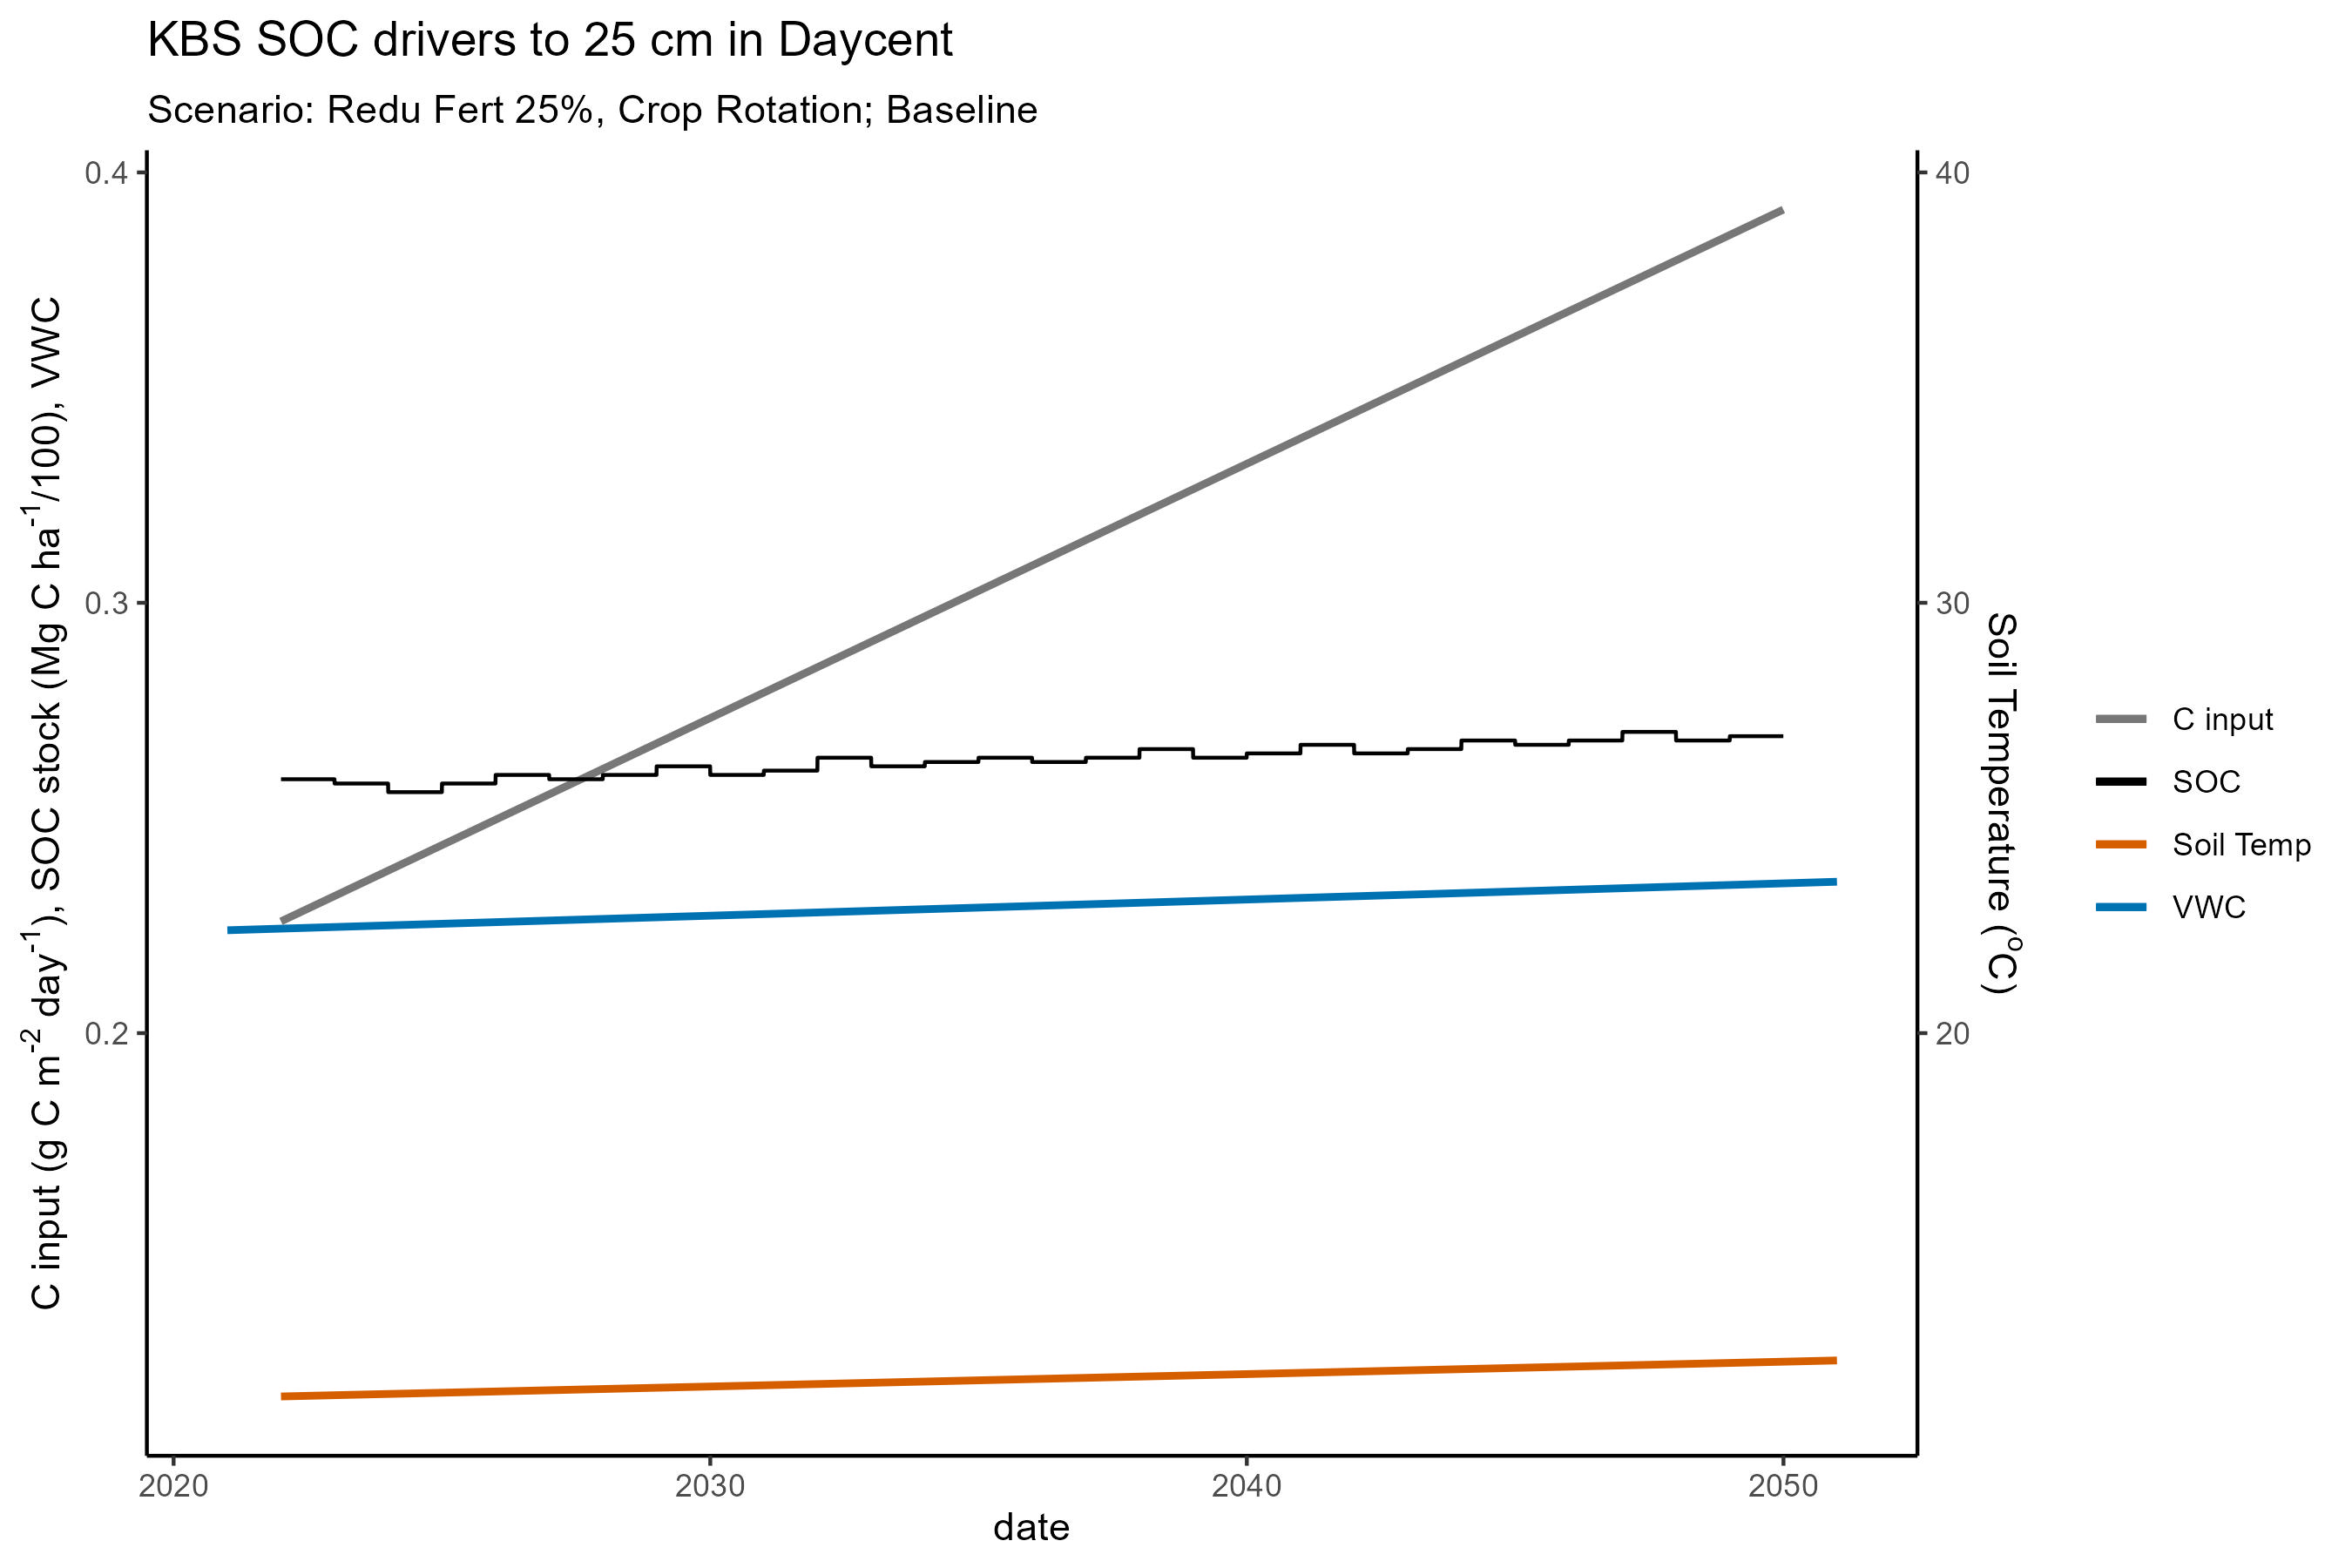 KBS SOC drivers to 25 cm in Daycent
Scenario: Redu Fert 25%, Crop Rotation; Baseline
C input (g C m⁻² day⁻¹), SOC stock (Mg C ha⁻¹/100), VWC
0.4
0.3
0.2
40
30
20
Soil Temperature (ºC)
C input
SOC
Soil Temp
VWC
2020 2030 2040 2050
date